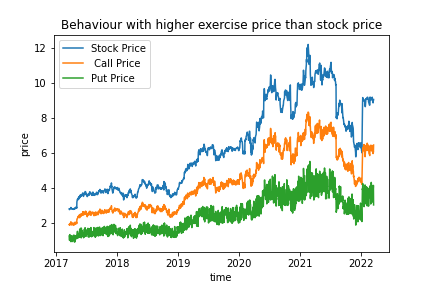 Behaviour with higher exercise price than stock price
Stock Price
Call Price
Put Price
price
12
10
8
6
4
2
2017 2018 2019 2020 2021 2022
time